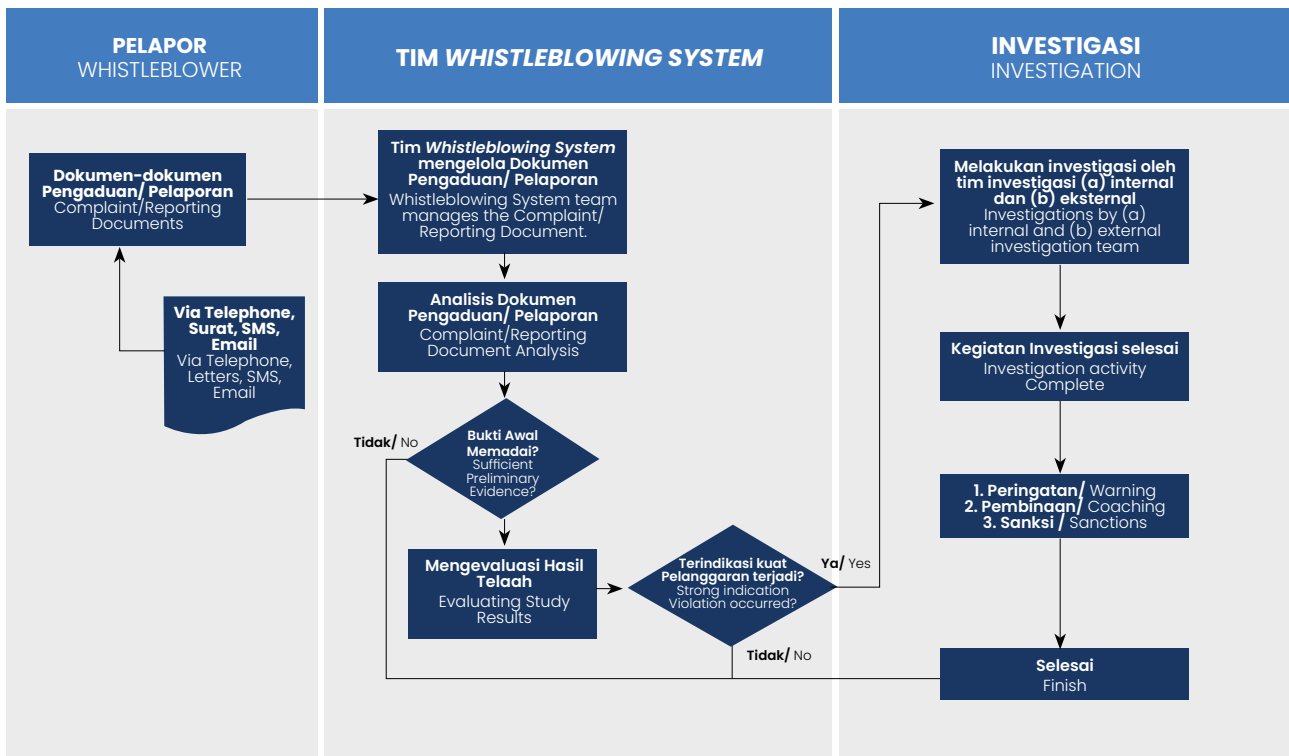 PELAPOR
WHISTLEBLOWER
TIM WHISTLEBLOWING SYSTEM
INVESTIGASI
INVESTIGATION
Dokumen-dokumen
Pengaduan/ Pelaporan
Complaint/Reporting
Documents
Via Telephone,
Surat, SMS,
Email
Via Telephone,
Letters, SMS,
Email
Tim Whistleblowing System
mengelola Dokumen
Pengaduan/ Pelaporan
Whistleblowing System team
manages the Complaint/
Reporting Document.
Analisis Dokumen
Pengaduan/ Pelaporan
Complaint/Reporting
Document Analysis
Tidak/ No
Bukti Awal
Memadai?
Sufficient
Preliminary
Evidence?
Mengevaluasi Hasil
Telaah
Evaluating Study
Results
Terindikasi kuat
Pelanggaran terjadi?
Strong indication
Violation occurred?
Ya/ Yes
Tidak/ No
Melakukan investigasi oleh
tim investigasi (a) internal
dan (b) eksternal
Investigations by (a)
internal and (b) external
investigation team
Kegiatan Investigasi selesai
Investigation activity
Complete
1. Peringatan/ Warning
2. Pembinaan/ Coaching
3. Sanksi / Sanctions
Selesai
Finish